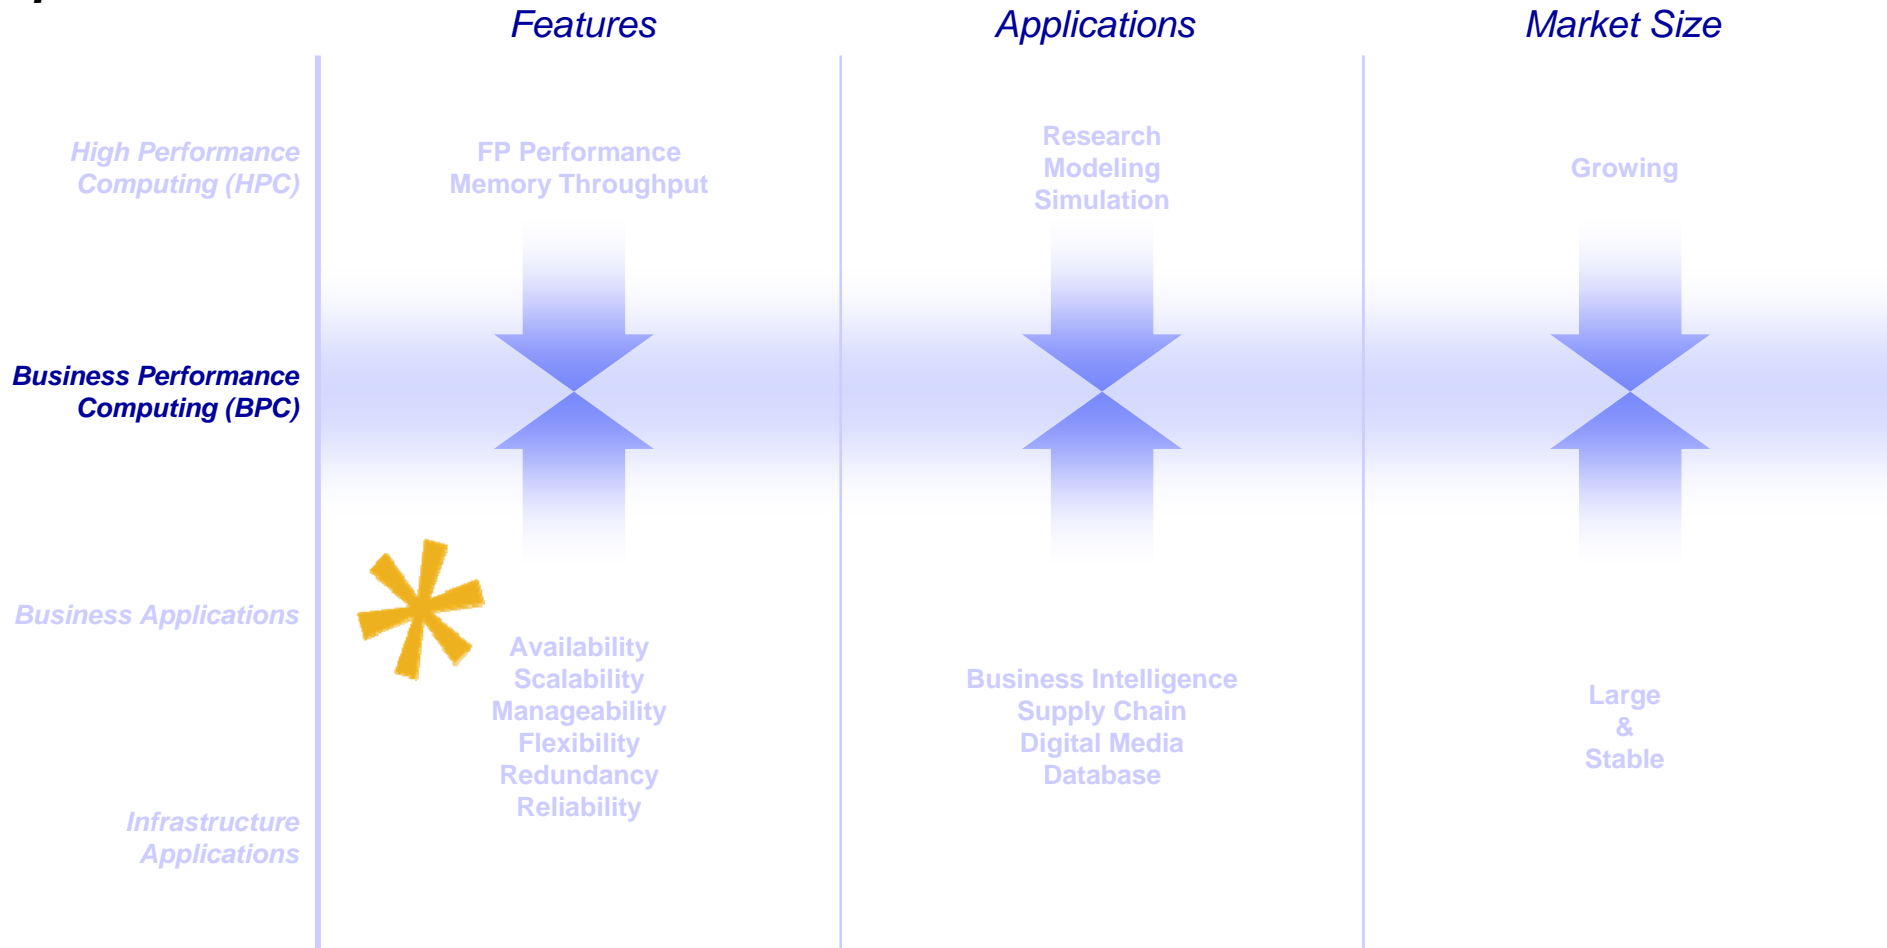 Features
Applications
Market Size
High Performance
Computing (HPC)
FP Performance
Memory Throughput
Research
Modeling
Simulation
Growing
Business Performance
Computing (BPC)
Business Applications
Availability
Scalability
Manageability
Flexibility
Redundancy
Reliability
Business Intelligence
Supply Chain
Digital Media
Database
Large
&
Stable
Infrastructure
Applications